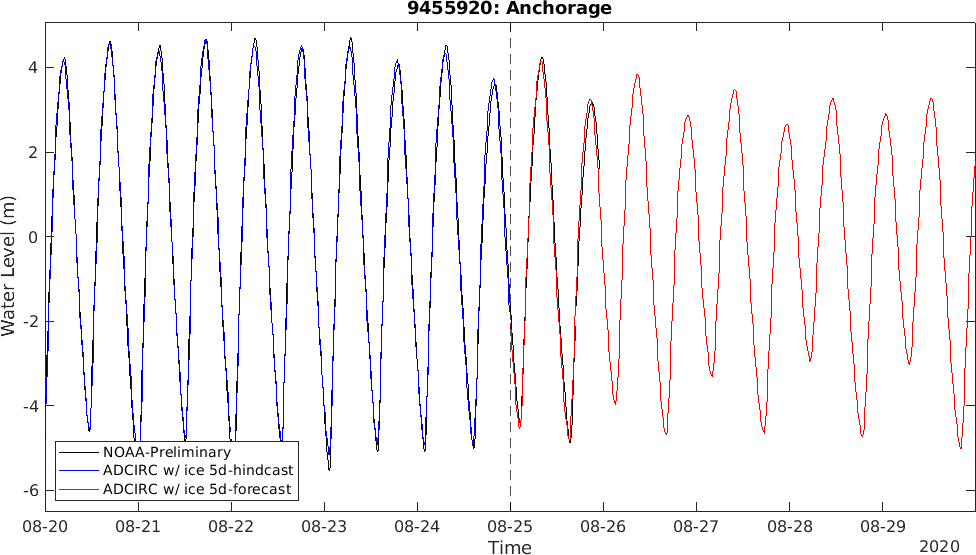 9455920: Anchorage
Water Level (m)
4
2
0
-2
-4
-6
NOAA-Preliminary
ADCIRC w/ ice 5d-hindcast
ADCIRC w/ ice 5d-forecast
08-20 08-21 08-22 08-23 08-24 08-25 08-26 08-27 08-28 08-29
Time
2020